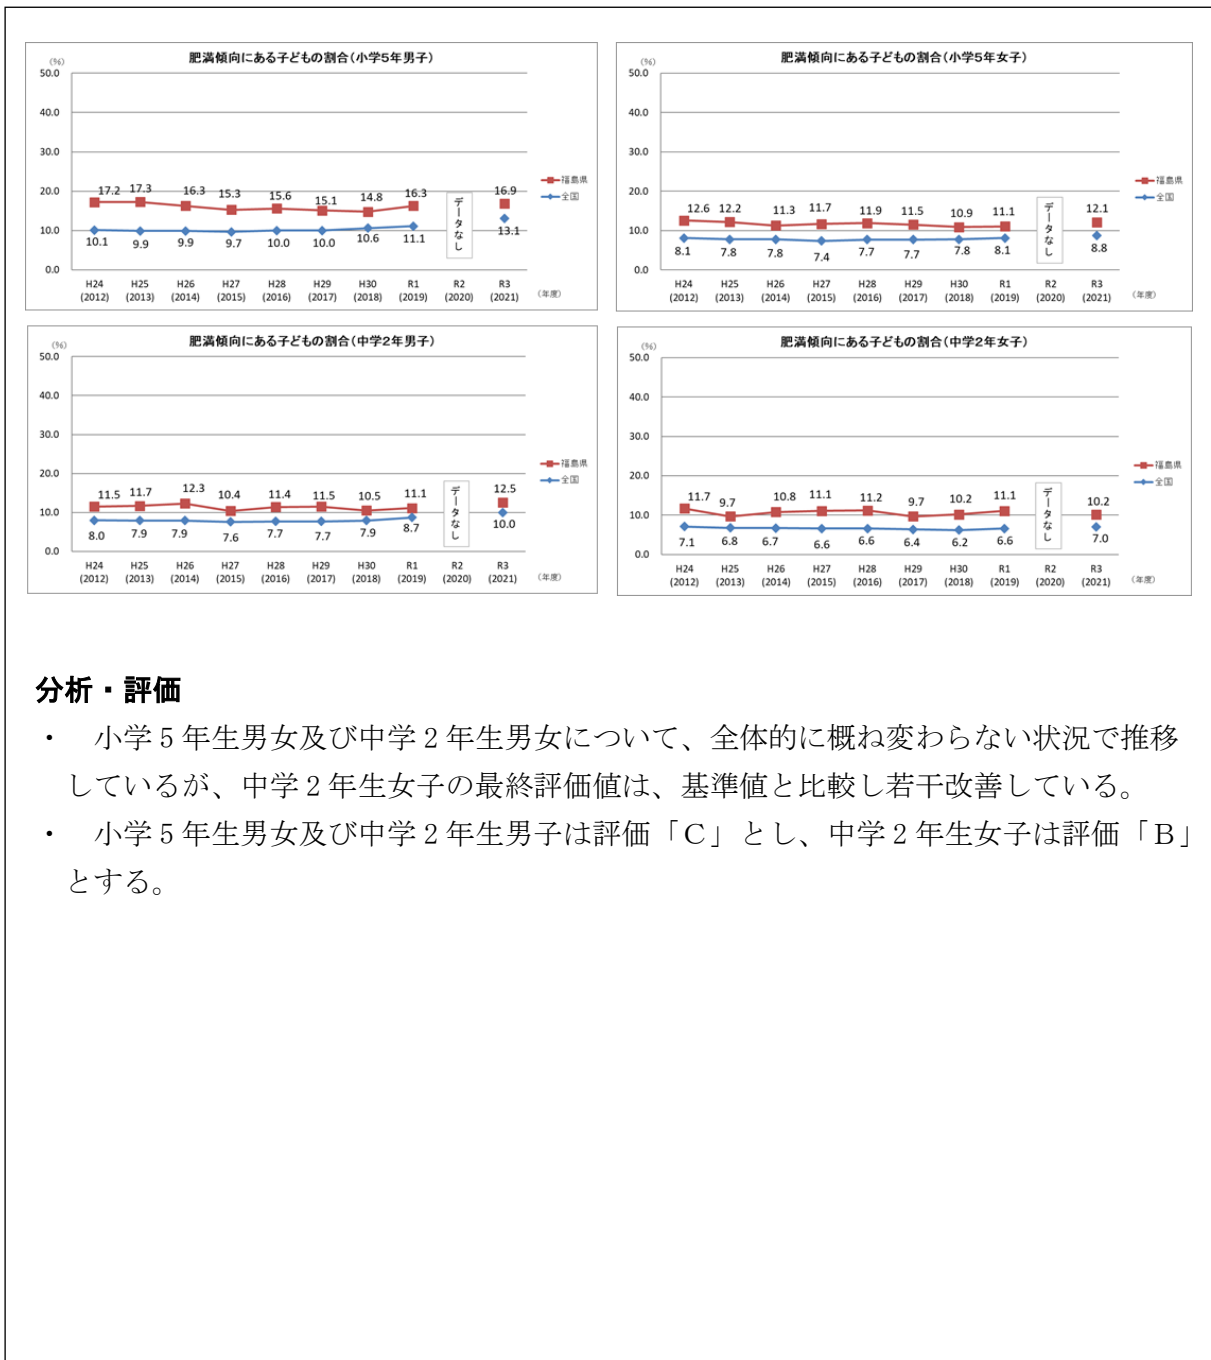 肥満傾向にある子どもの割合(小学5年男子)
(%)
50.0
40.0
30.0
20.0
10.0
0.0
17.2 17.3 16.3 15.3 15.6 15.1 14.8 16.3 16.9
10.1 9.9 9.9 9.7 10.0 10.0 10.6 11.1 13.1
データなし
福島県
全国
H24 H25 H26 H27 H28 H29 H30 R1 R2 R3
(2012) (2013) (2014) (2015) (2016) (2017) (2018) (2019) (2020) (2021) (年度)
肥満傾向にある子どもの割合(小学5年女子)
(%)
50.0
40.0
30.0
20.0
10.0
0.0
12.6 12.2 11.3 11.7 11.9 11.5 10.9 11.1 12.1
8.1 7.8 7.8 7.4 7.7 7.7 7.8 8.1 8.8
データなし
福島県
全国
H24 H25 H26 H27 H28 H29 H30 R1 R2 R3
(2012) (2013) (2014) (2015) (2016) (2017) (2018) (2019) (2020) (2021) (年度)
肥満傾向にある子どもの割合(中学2年男子)
(%)
50.0
40.0
30.0
20.0
10.0
0.0
11.5 11.7 12.3 10.4 11.4 11.5 10.5 11.1 12.5
8.0 7.9 7.9 7.6 7.7 7.7 7.9 8.7 10.0
データなし
福島県
全国
H24 H25 H26 H27 H28 H29 H30 R1 R2 R3
(2012) (2013) (2014) (2015) (2016) (2017) (2018) (2019) (2020) (2021) (年度)
肥満傾向にある子どもの割合(中学2年女子)
(%)
50.0
40.0
30.0
20.0
10.0
0.0
11.7 9.7 10.8 11.1 11.2 9.7 10.2 11.1 10.2
7.1 6.8 6.7 6.6 6.6 6.4 6.2 6.6 7.0
データなし
福島県
全国
H24 H25 H26 H27 H28 H29 H30 R1 R2 R3
(2012) (2013) (2014) (2015) (2016) (2017) (2018) (2019) (2020) (2021) (年度)
分析・評価
・ 小学５年生男女及び中学２年生男女について、全体的に概ね変わらない状況で推移
しているが、中学２年生女子の最終評価値は、基準値と比較し若干改善している。
・ 小学５年生男女及び中学２年生男子は評価「Ｃ」とし、中学２年生女子は評価「Ｂ」
とする。